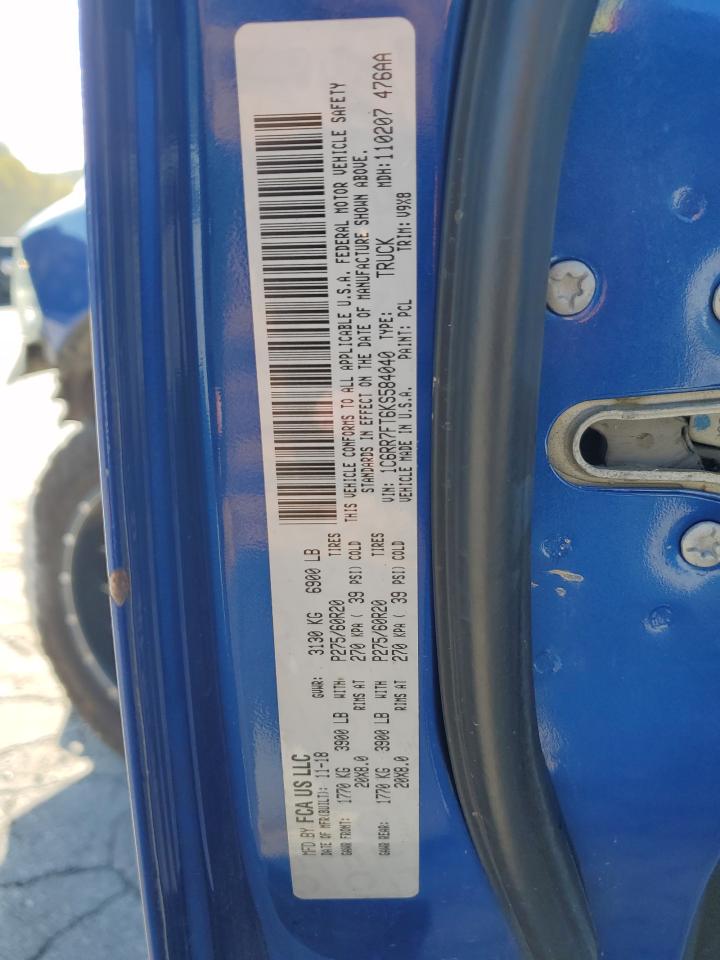 MFD BY FCA US LLC
DATE OF MFR(BUILT): 11-18 GVWR: 3130 KG 6900 LB
GAWR FRONT: 1770 KG 3900 LB WITH P275/60R20 TIRES
20X8.0 RIMS AT 270 KPA ( 39 PSI) COLD
GAWR REAR: 1770 KG 3900 LB WITH P275/60R20 TIRES
20X8.0 RIMS AT 270 KPA ( 39 PSI) COLD
THIS VEHICLE CONFORMS TO ALL APPLICABLE U.S.A. FEDERAL MOTOR VEHICLE SAFETY
STANDARDS IN EFFECT ON THE DATE OF MANUFACTURE SHOWN ABOVE.
VIN: 1C6RR7FT6KS584040 TYPE: TRUCK MDH: 110207 476AA
VEHICLE MADE IN U.S.A. PAINT: PCL TRIM: V9X8